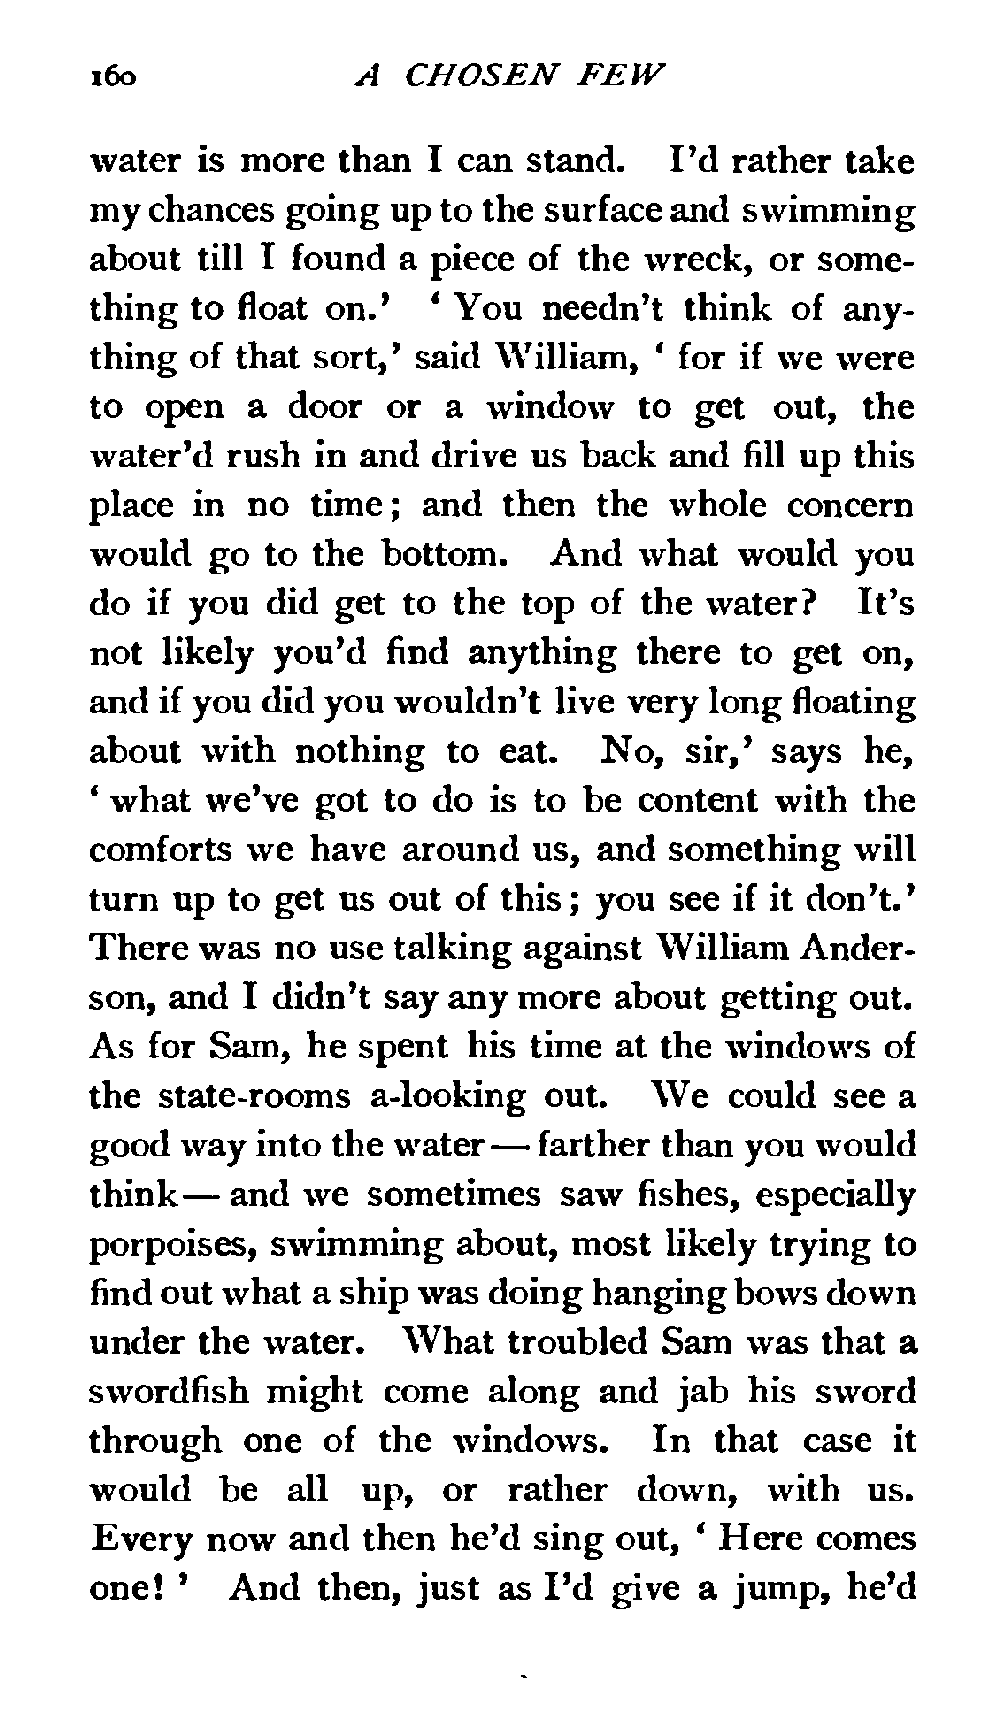 160 A CHOSEN FEW
water is more than I can stand. I'd rather take
my chances going up to the surface and swimming
about till I found a piece of the wreck, or some-
thing to float on.' ' You needn't think of any-
thing of that sort,' said William, ' for if we were
to open a door or a window to get out, the
water'd rush in and drive us back and fill up this
place in no time; and then the whole concern
would go to the bottom. And what would you
do if you did get to the top of the water? It's
not likely you'd find anything there to get on,
and if you did you wouldn't live very long floating
about with nothing to eat. No, sir,' says he,
' what we've got to do is to be content with the
comforts we have around us, and something will
turn up to get us out of this; you see if it don't.'
There was no use talking against William Ander-
son, and I didn't say any more about getting out.
As for Sam, he spent his time at the windows of
the state-rooms a-looking out. We could see a
good way into the water — farther than you would
think — and we sometimes saw fishes, especially
porpoises, swimming about, most likely trying to
find out what a ship was doing hanging bows down
under the water. What troubled Sam was that a
swordfish might come along and jab his sword
through one of the windows. In that case it
would be all up, or rather down, with us.
Every now and then he'd sing out, ' Here comes
one! ' And then, just as I'd give a jump, he'd